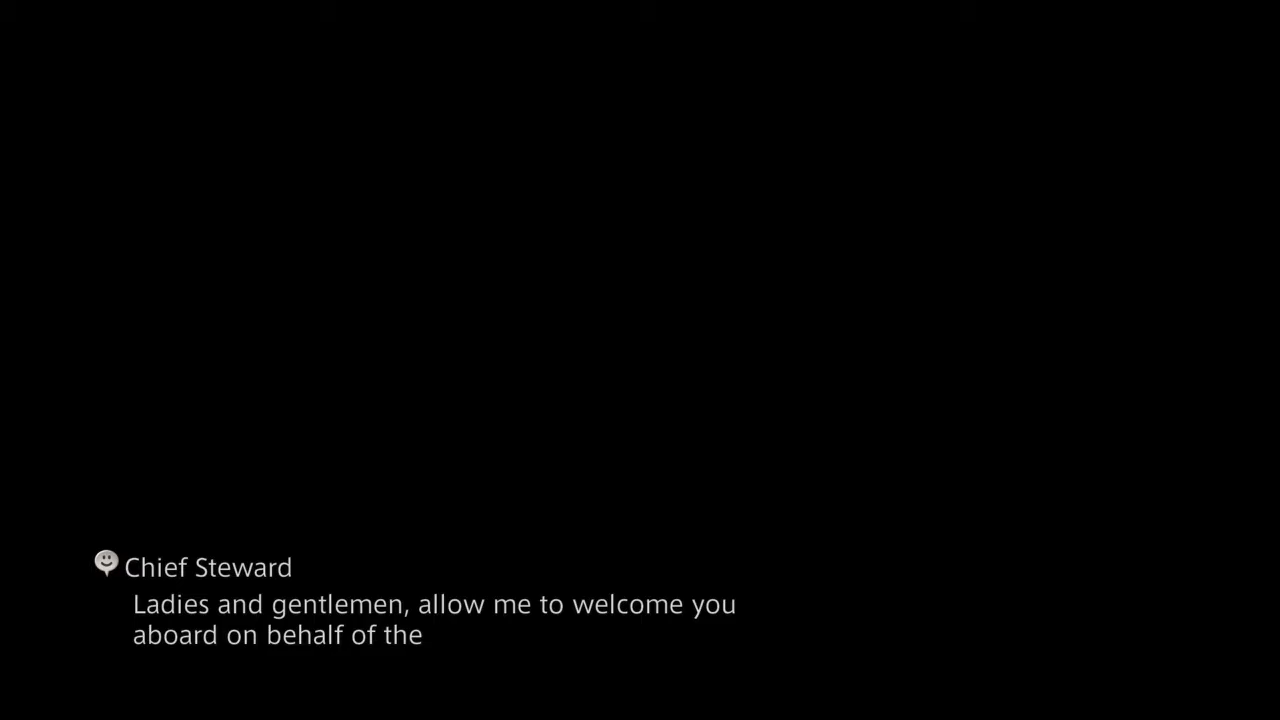 Chief Steward
Ladies and gentlemen, allow me to welcome you
aboard on behalf of the